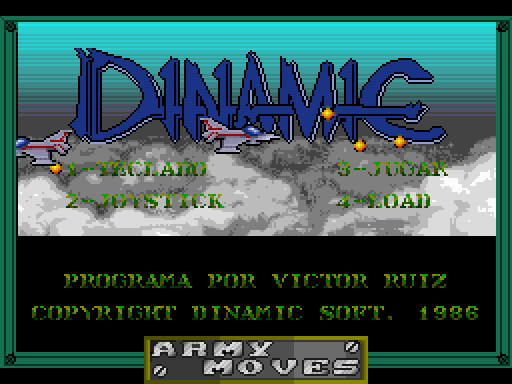 DINAMIC
1-TECLADO 3-JUGAR
2-JOYSTICK 4-LOAD
PROGRAMA POR VICTOR RUIZ
COPYRIGHT DINAMIC SOFT. 1986
ARMY
MOVES